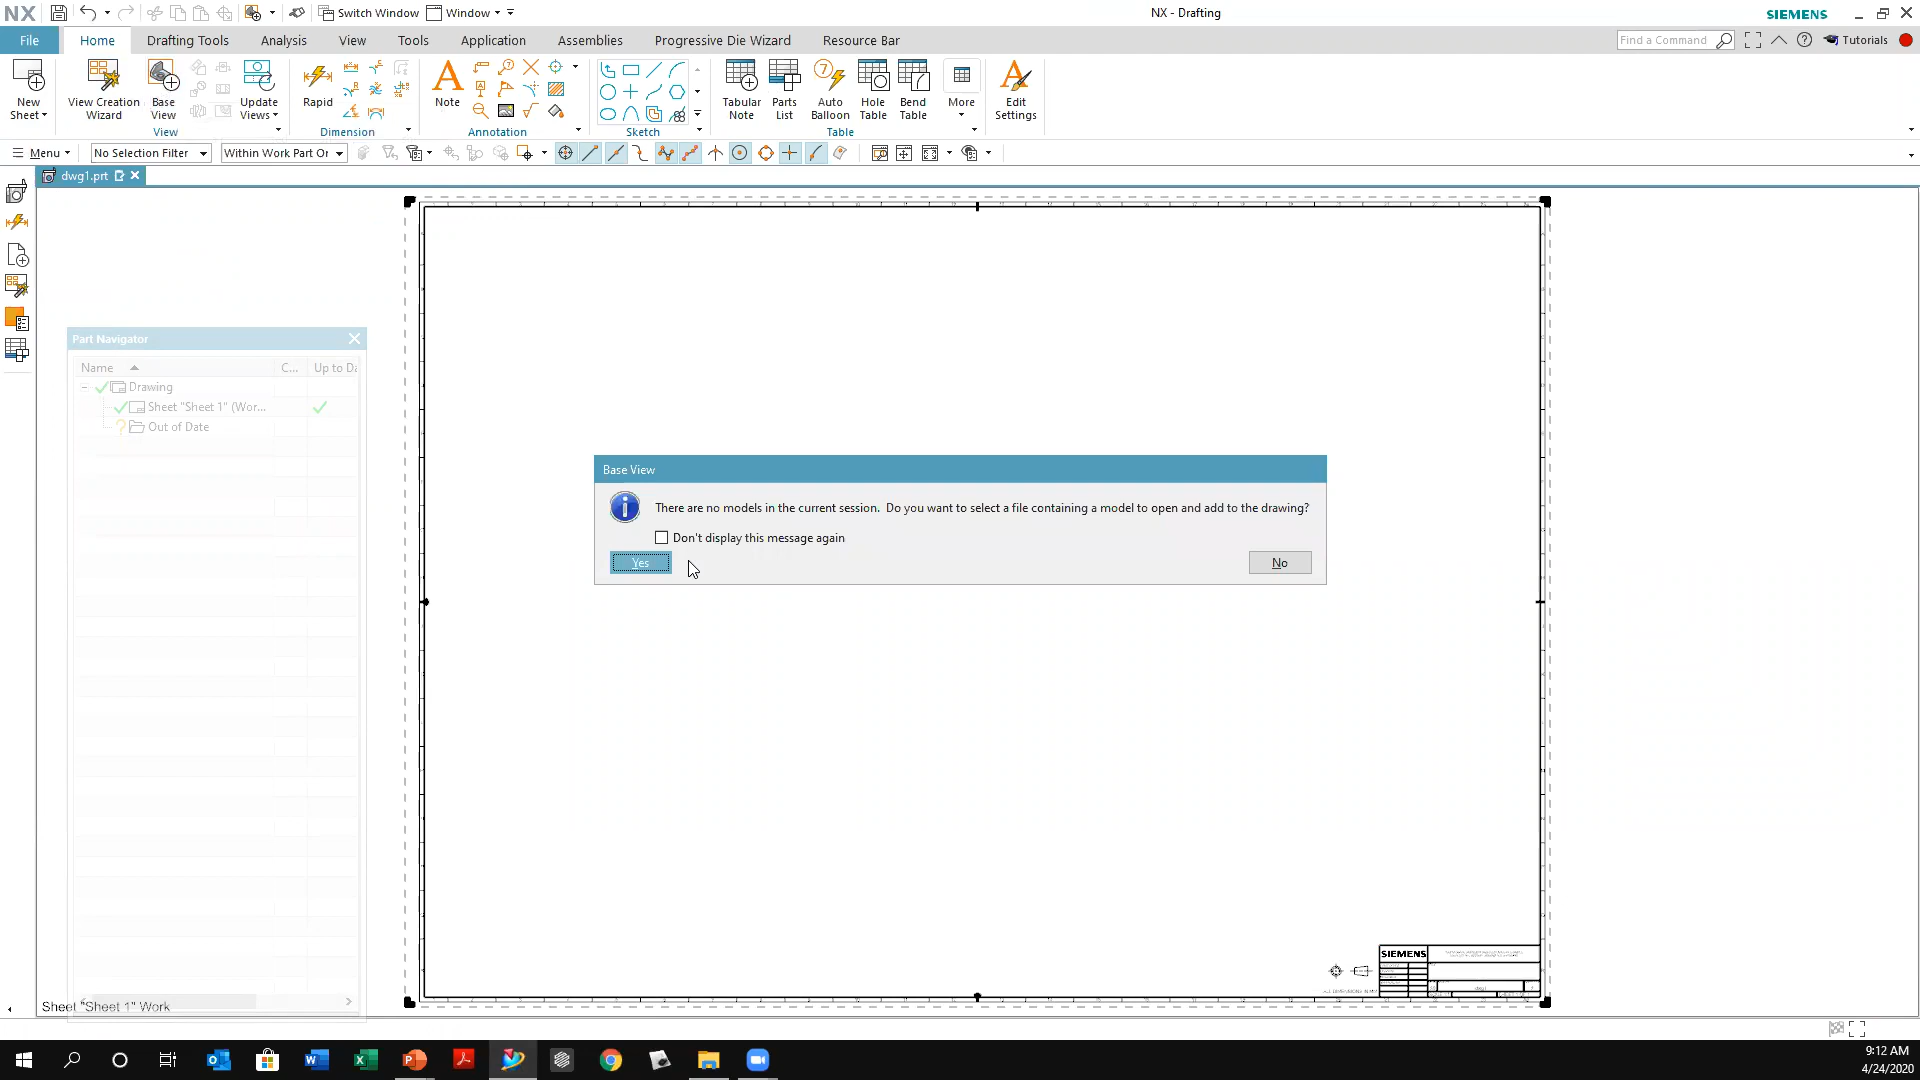 NX Switch Window Window NX - Drafting SIEMENS
File Home Drafting Tools Analysis View Tools Application Assemblies Progressive Die Wizard Resource Bar Find a Command Tutorials
New Sheet View Creation Wizard Base View Update Views Rapid Note Tabular Note Parts List Auto Balloon Hole Table Bend Table More Edit Settings
View Dimension Annotation Sketch Table
Menu No Selection Filter Within Work Part Or
dwg1.prt
Part Navigator
Name C... Up to Da
Drawing
Sheet "Sheet 1" (Wor...
Out of Date
Base View
There are no models in the current session. Do you want to select a file containing a model to open and add to the drawing?
Don't display this message again
Yes No
SIEMENS
Sheet "Sheet 1" Work
9:12 AM
4/24/2020